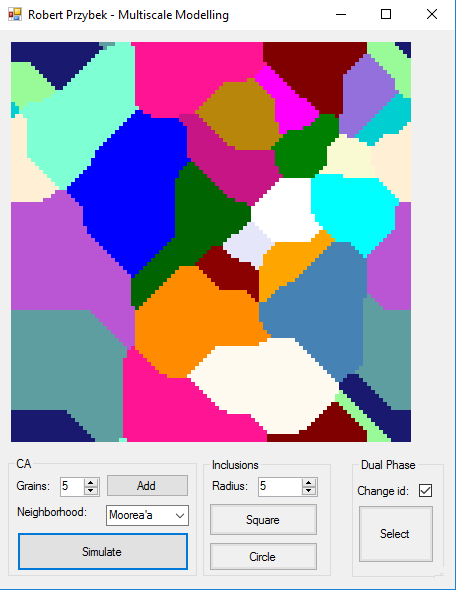 Robert Przybek - Multiscale Modelling
CA
Grains: 5 Add
Neighborhood: Moorea'a
Simulate
Inclusions
Radius: 5
Square
Circle
Dual Phase
Change id:
Select